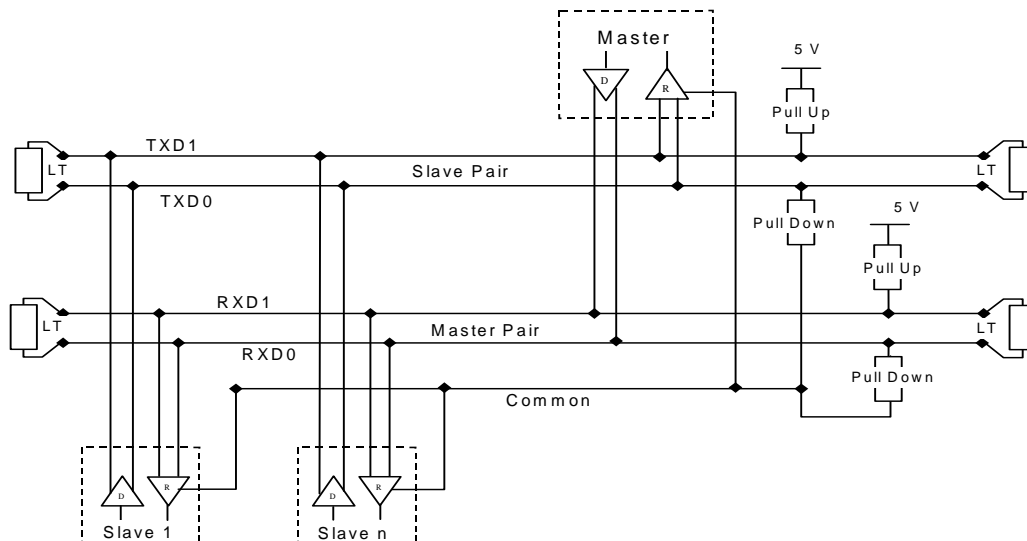 Master
D
R
5 V
Pull Up
TXD1
LT
Slave Pair
LT
TXD0
5 V
Pull Down
Pull Up
RXD1
LT
Master Pair
LT
RXD0
Pull Down
Common
D
R
D
R
Slave 1
Slave n